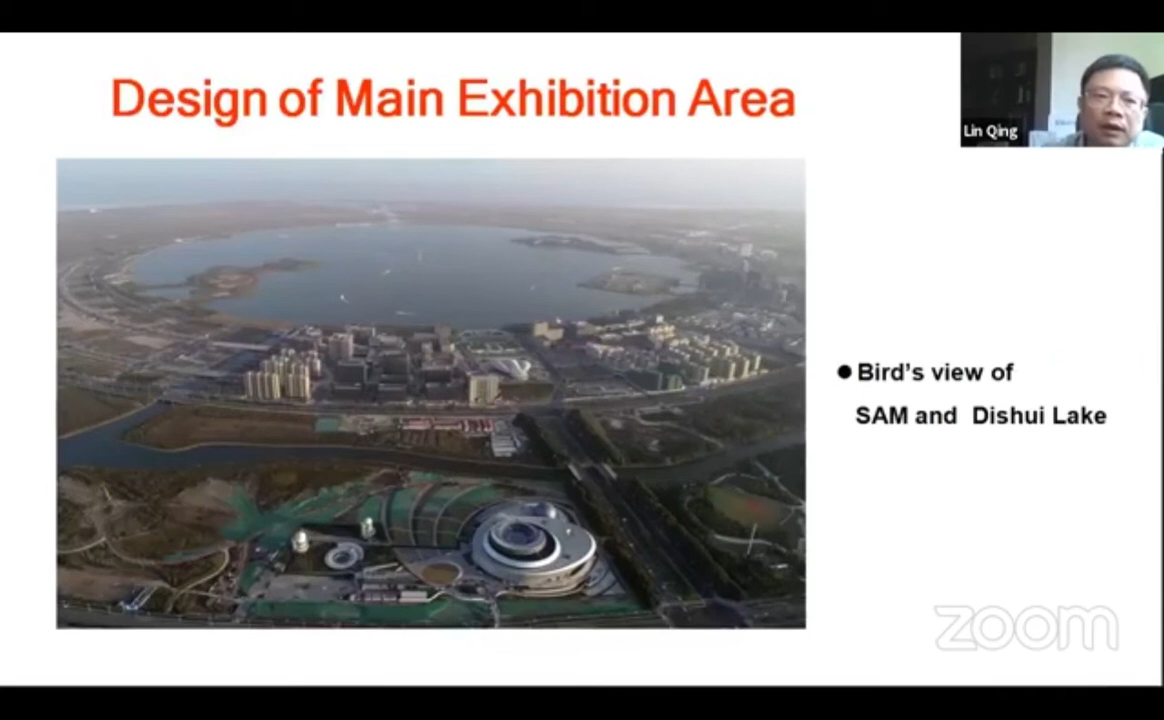 Design of Main Exhibition Area
Lin Qing
● Bird's view of
SAM and Dishui Lake
zoom